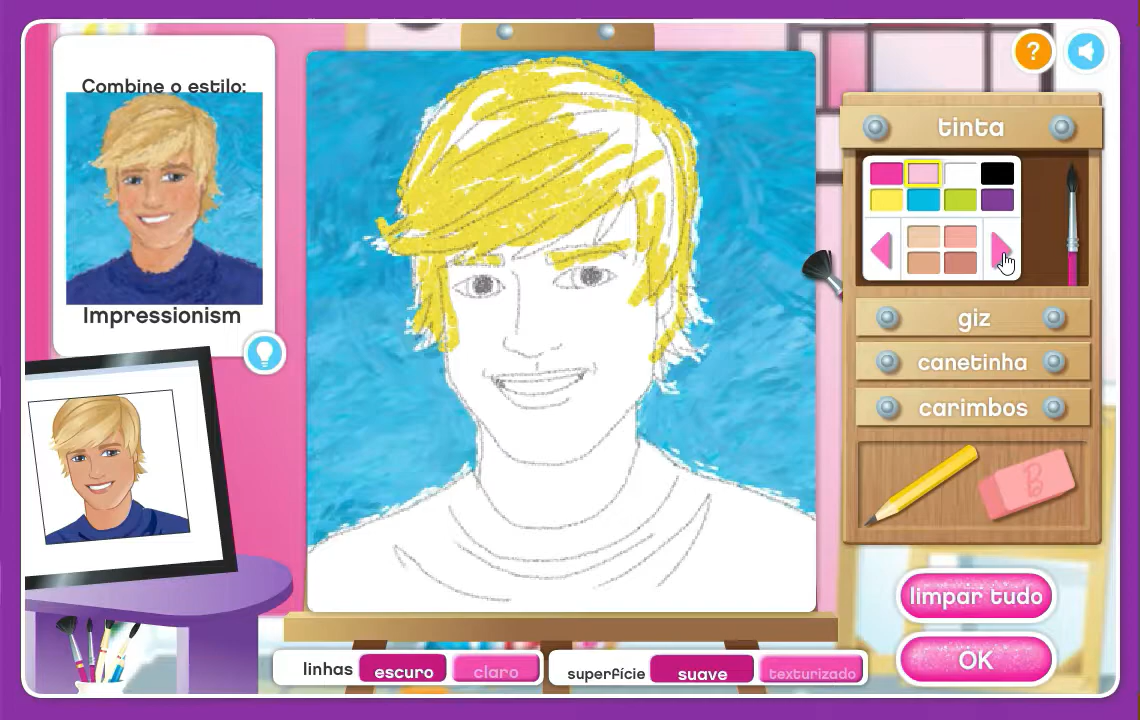 Combine o estilo:
Impressionism
?
tinta
giz
canetinha
carimbos
B
limpar tudo
OK
linhas escuro claro superfície suave texturizado